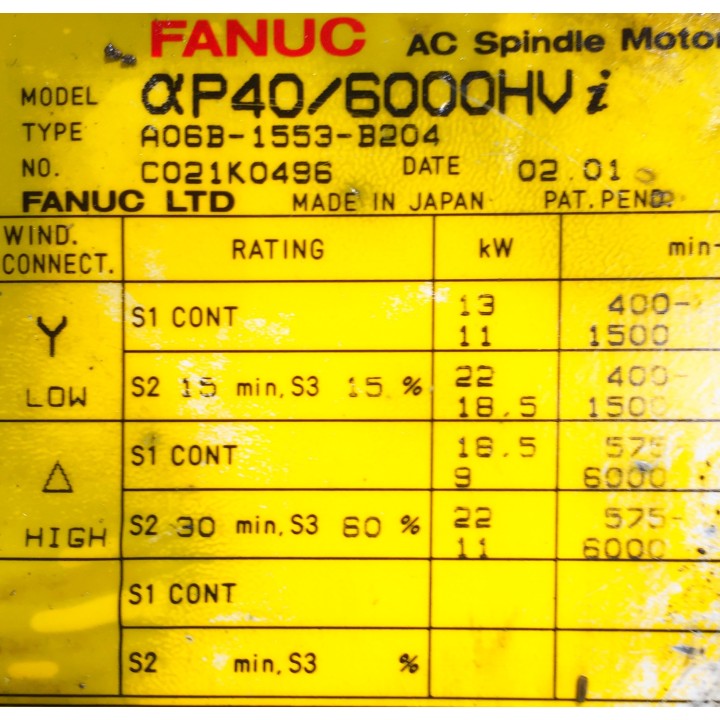 FANUC AC Spindle Motor
MODEL αP40/6000HVi
TYPE A06B-1553-B204
NO. C021K0496 DATE 02.01
FANUC LTD MADE IN JAPAN PAT.PEND.
WIND. CONNECT. RATING kW min-
Y LOW S1 CONT 13 400-
11 1500
S2 15 min, S3 15 % 22 400-
18.5 1500
Δ HIGH S1 CONT 18.5 575
9 6000
S2 30 min, S3 60 % 22 575-
11 6000
S1 CONT
S2 min, S3 %